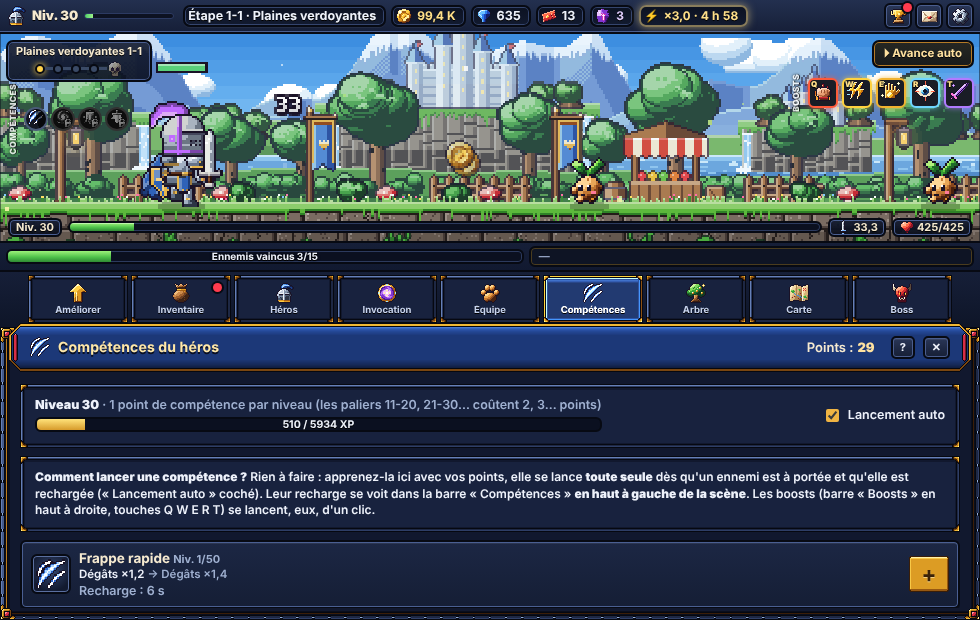 Niv. 30
Étape 1-1 · Plaines verdoyantes
99,4 K
635
13
3
×3,0 · 4 h 58
Plaines verdoyantes 1-1
Avance auto
COMPÉTENCES
BOOSTS
33
Niv. 30
33,3
425/425
Ennemis vaincus 3/15
—
Améliorer
Inventaire
Héros
Invocation
Equipe
Compétences
Arbre
Carte
Boss
Compétences du héros
Points : 29
?
×
Niveau 30 · 1 point de compétence par niveau (les paliers 11-20, 21-30... coûtent 2, 3... points)
510 / 5934 XP
Lancement auto
Comment lancer une compétence ? Rien à faire : apprenez-la ici avec vos points, elle se lance toute seule dès qu'un ennemi est à portée et qu'elle est
rechargée (« Lancement auto » coché). Leur recharge se voit dans la barre « Compétences » en haut à gauche de la scène. Les boosts (barre « Boosts » en
haut à droite, touches Q W E R T) se lancent, eux, d'un clic.
Frappe rapide Niv. 1/50
Dégâts ×1,2 → Dégâts ×1,4
Recharge : 6 s
+